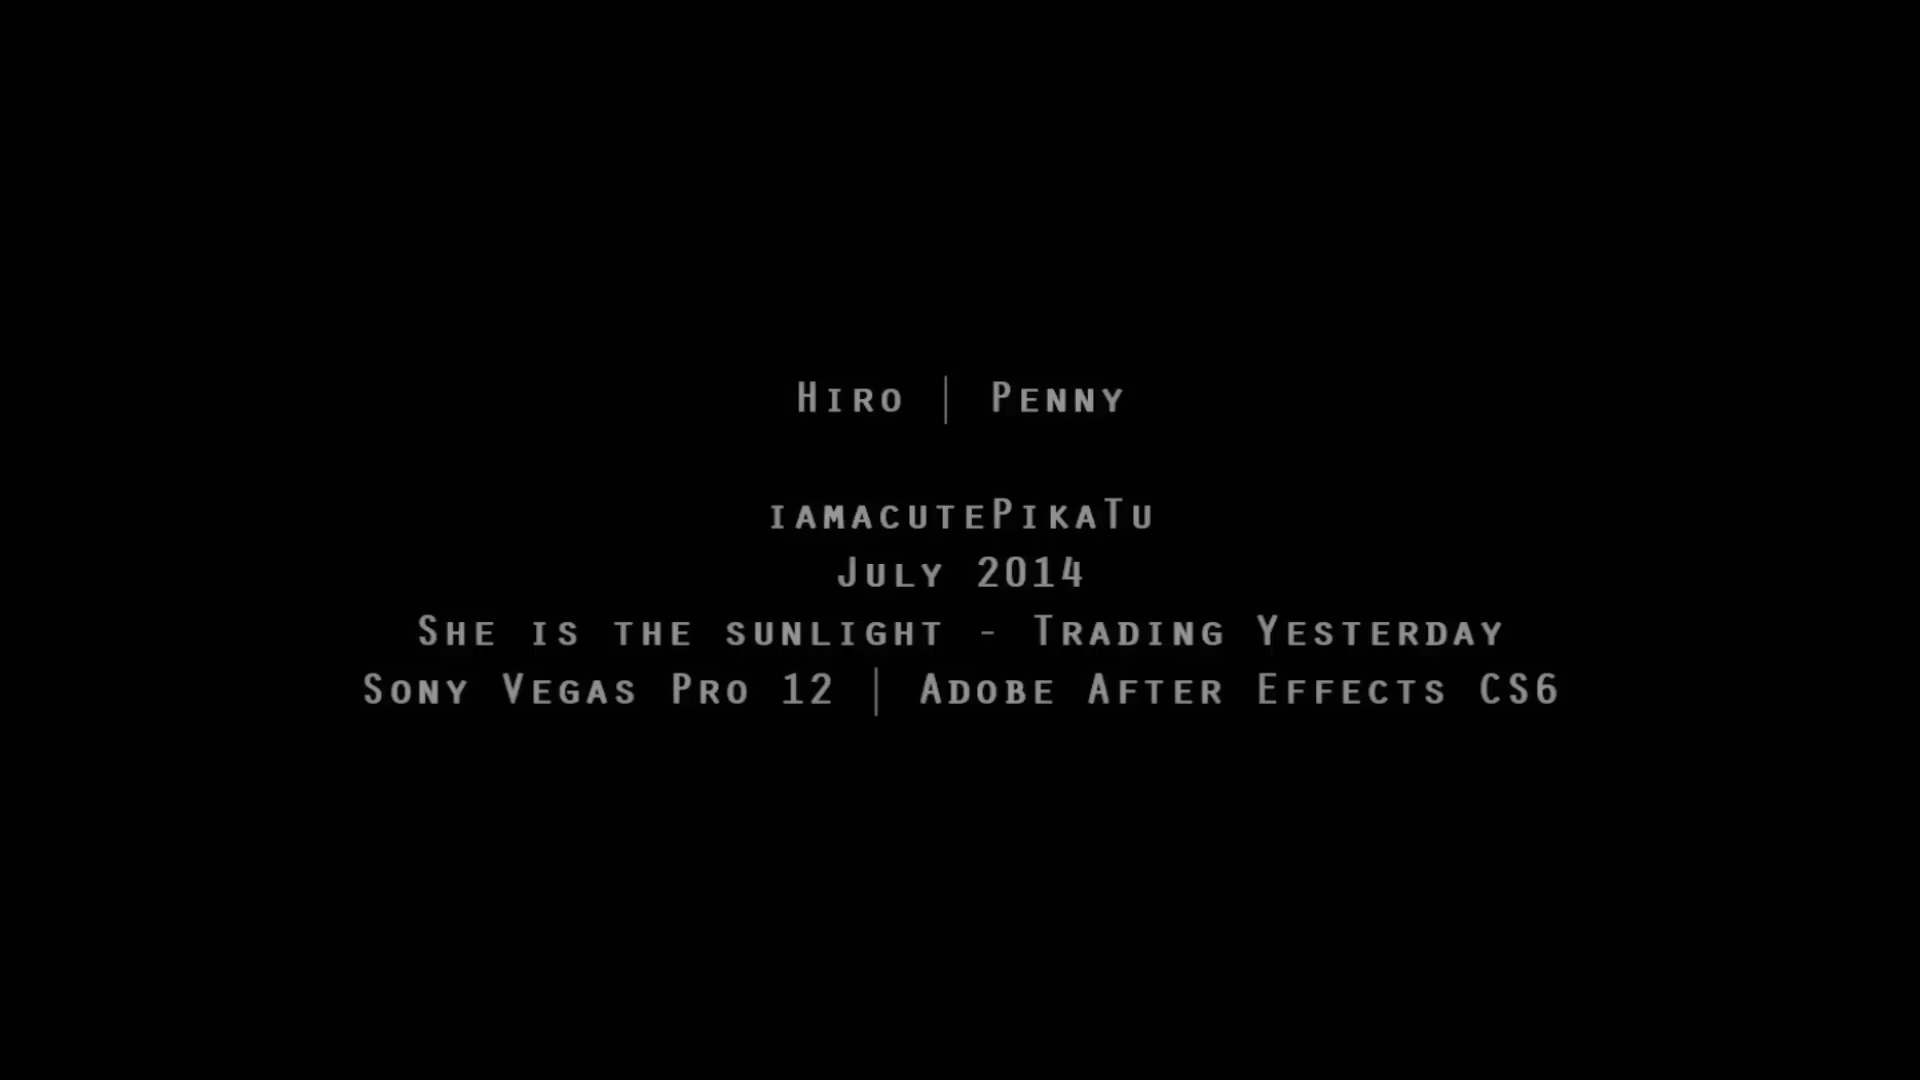 Hiro | Penny
iamacutePikaTu
July 2014
She is the sunlight - Trading Yesterday
Sony Vegas Pro 12 | Adobe After Effects CS6